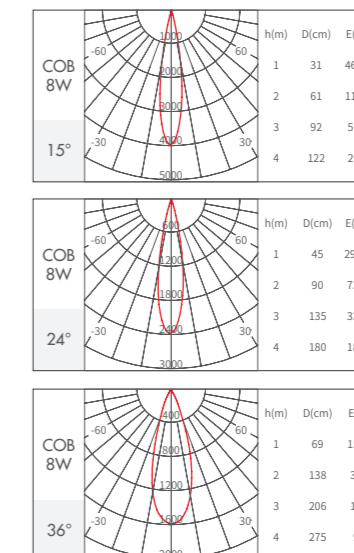 1000
-60 60
2000
3000
-30 4000 30
5000
COB
8W
15°
h(m) D(cm)
1 31
2 61
3 92
4 122
600
-60 60
1200
1800
-30 2400 30
3000
COB
8W
24°
h(m) D(cm)
1 45
2 90
3 135
4 180
400
-60 60
800
1200
-30 1600 30
COB
8W
36°
h(m) D(cm)
1 69
2 138
3 206
4 275